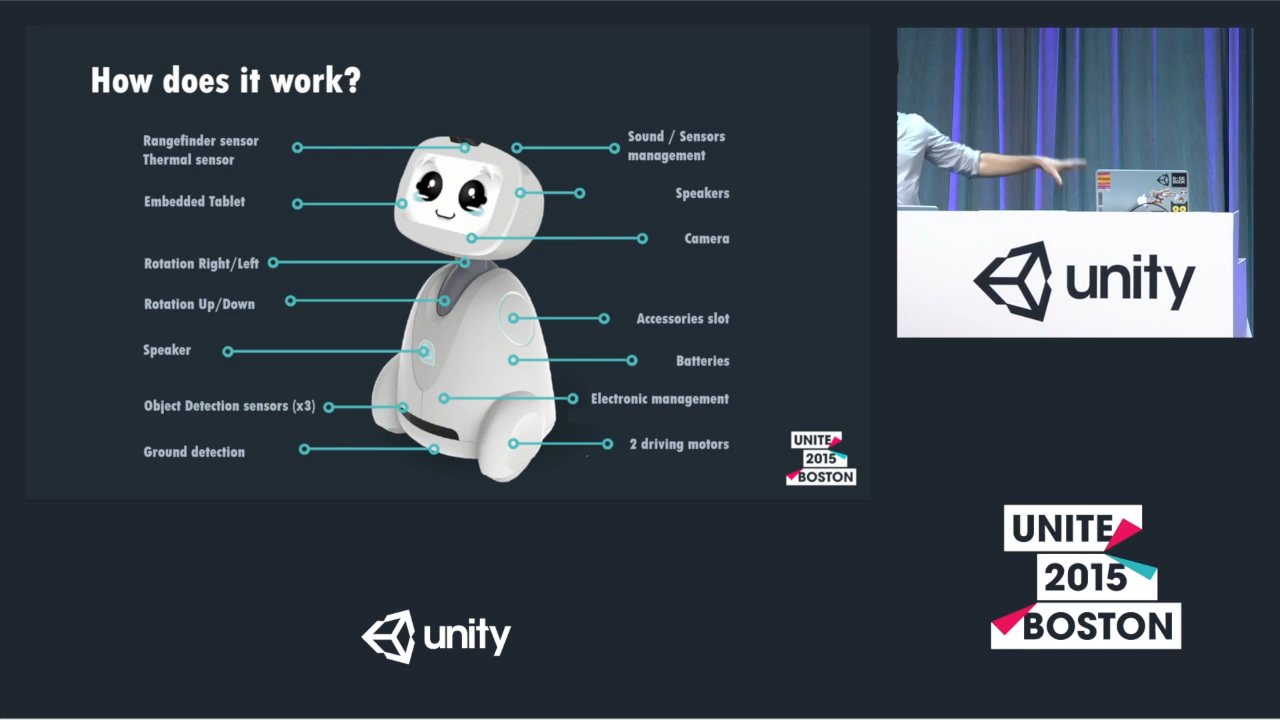 How does it work?
Rangefinder sensor
Thermal sensor
Embedded Tablet
Rotation Right/Left
Rotation Up/Down
Speaker
Object Detection sensors (x3)
Ground detection
Sound / Sensors
management
Speakers
Camera
Accessories slot
Batteries
Electronic management
2 driving motors
UNITE
2015
BOSTON
unity
UNITE
2015
BOSTON
unity